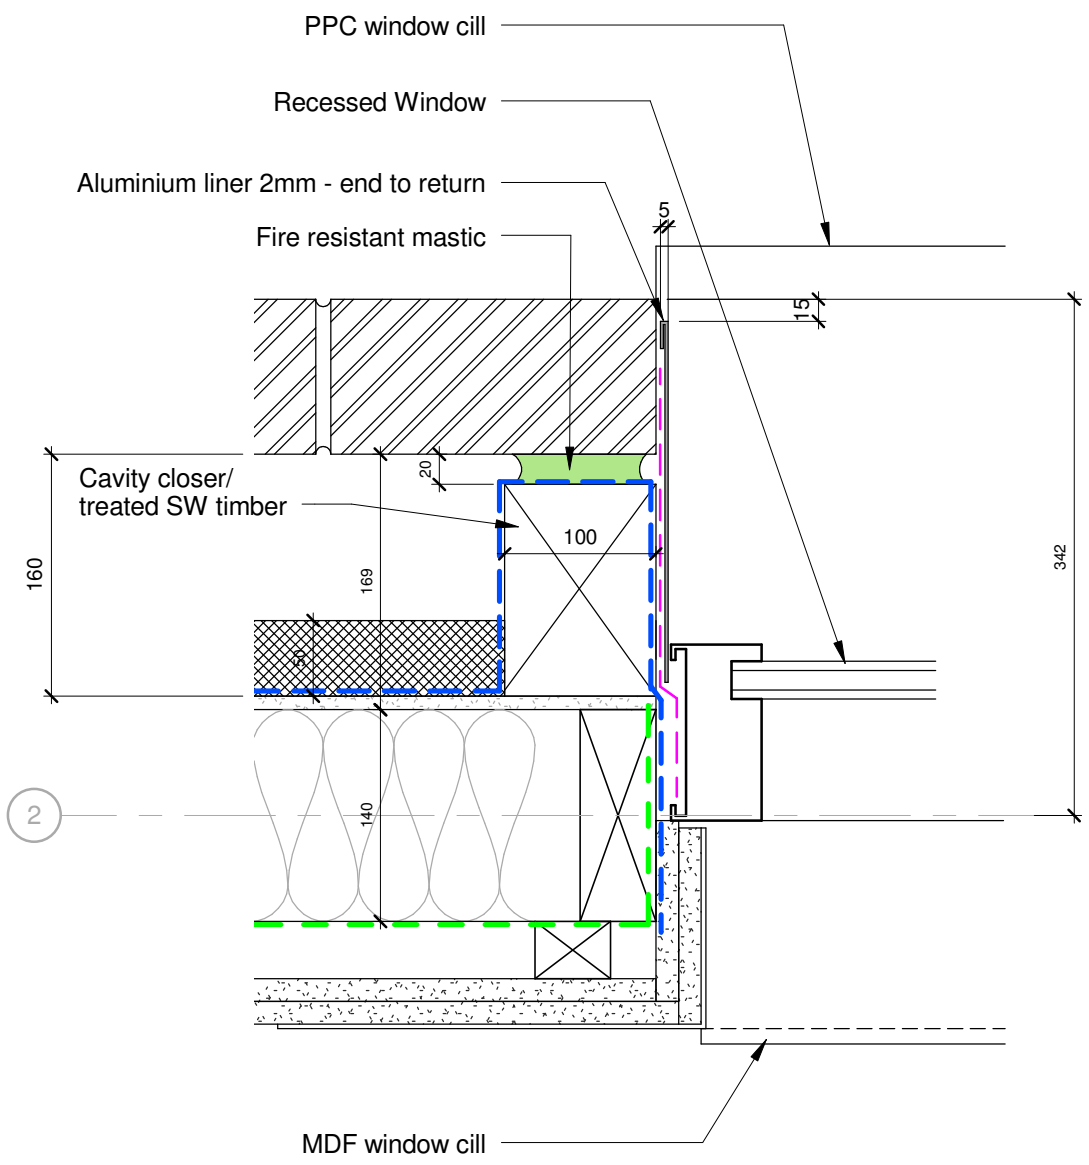 PPC window cill
Recessed Window
Aluminium liner 2mm - end to return
5
Fire resistant mastic
15
20
Cavity closer/
treated SW timber
100
160
169
342
50
2
140
MDF window cill